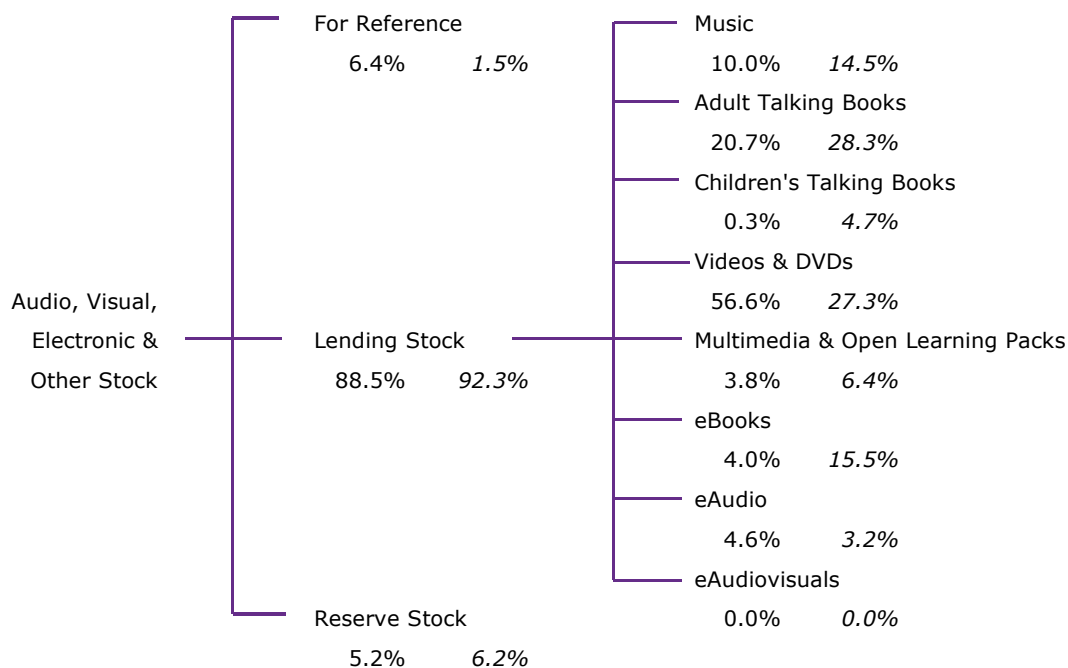 For Reference
6.4% 1.5%
Audio, Visual,
Electronic &
Other Stock
Lending Stock
88.5% 92.3%
Reserve Stock
5.2% 6.2%
Music
10.0% 14.5%
Adult Talking Books
20.7% 28.3%
Children's Talking Books
0.3% 4.7%
Videos & DVDs
56.6% 27.3%
Multimedia & Open Learning Packs
3.8% 6.4%
eBooks
4.0% 15.5%
eAudio
4.6% 3.2%
eAudiovisuals
0.0% 0.0%